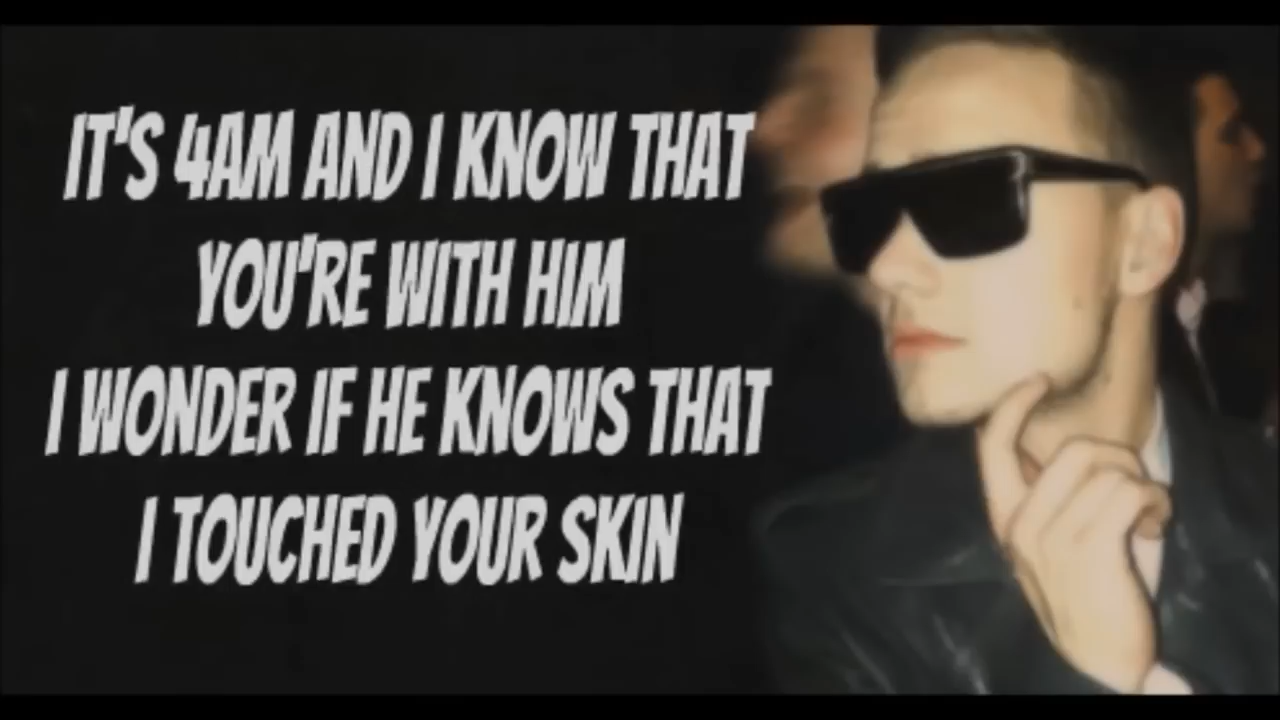 IT'S 4AM AND I KNOW THAT
YOU'RE WITH HIM
I WONDER IF HE KNOWS THAT
I TOUCHED YOUR SKIN